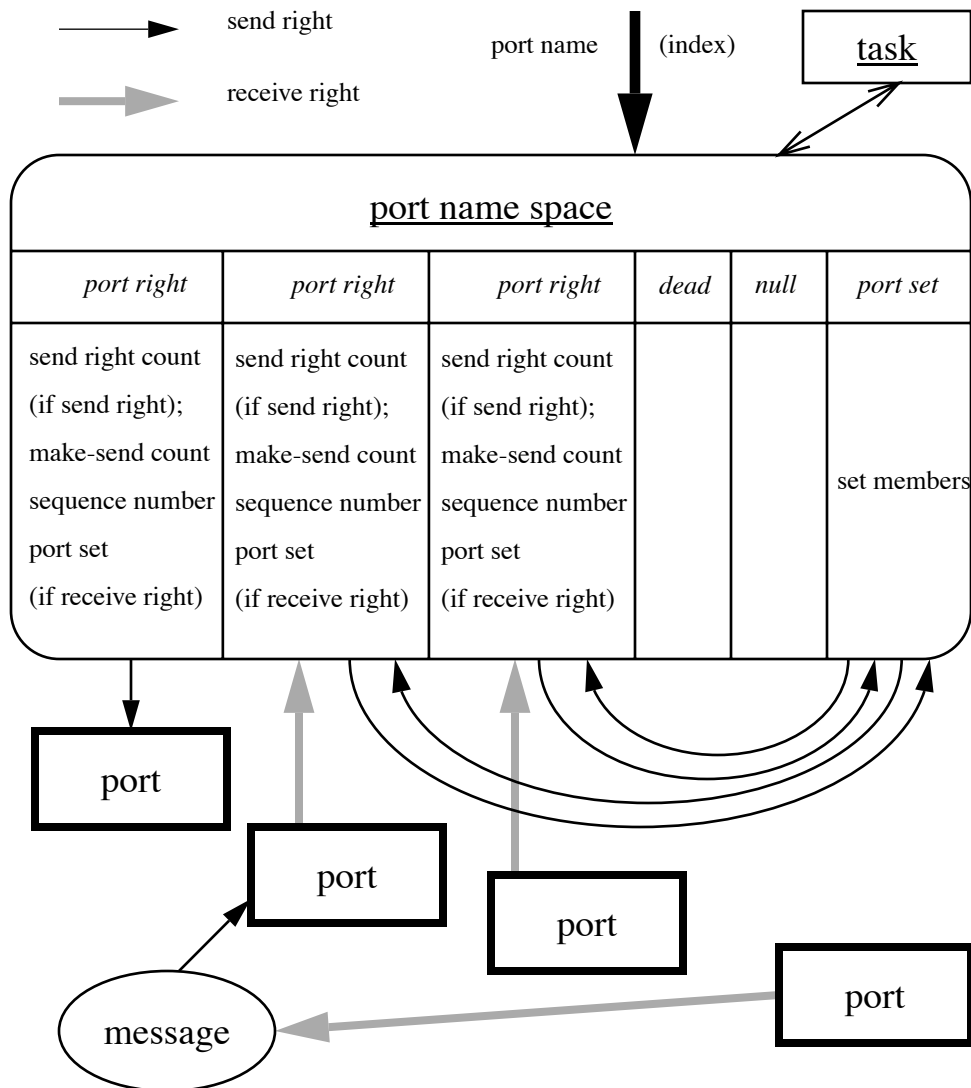 send right
port name (index)
task
receive right
port name space
port right port right port right dead null port set
send right count send right count send right count
(if send right); (if send right); (if send right);
make-send count make-send count make-send count
set members
sequence number sequence number sequence number
port set port set port set
(if receive right) (if receive right) (if receive right)
port
port
port
port
message